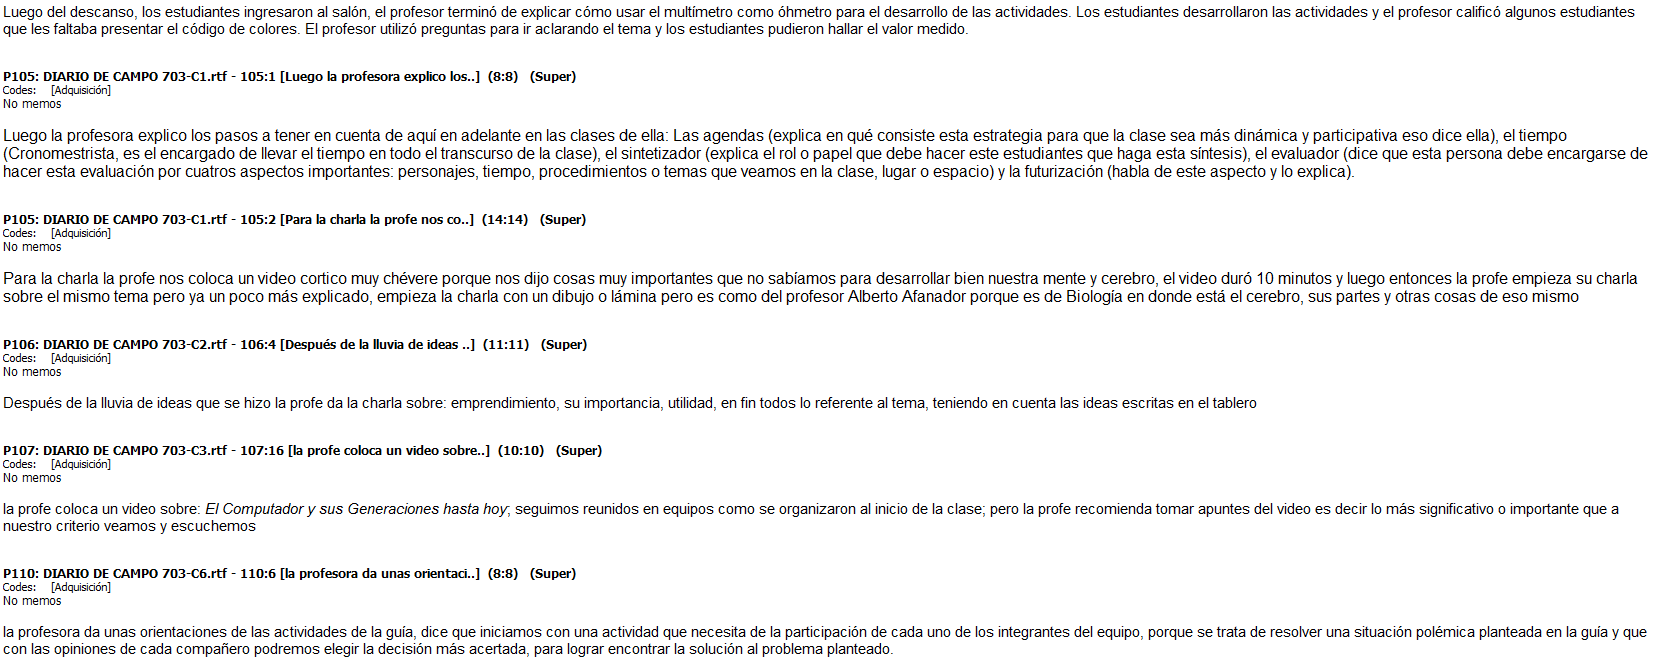 Luego del descanso, los estudiantes ingresaron al salón, el profesor terminó de explicar cómo usar el multímetro como óhmetro para el desarrollo de las actividades. Los estudiantes desarrollaron las actividades y el profesor calificó algunos estudiantes
que les faltaba presentar el código de colores. El profesor utilizó preguntas para ir aclarando el tema y los estudiantes pudieron hallar el valor medido.
P105: DIARIO DE CAMPO 703-C1.rtf - 105:1 [Luego la profesora explico los..] (8:8) (Super)
Codes: [Adquisición]
No memos
Luego la profesora explico los pasos a tener en cuenta de aquí en adelante en las clases de ella: Las agendas (explica en qué consiste esta estrategia para que la clase sea más dinámica y participativa eso dice ella), el tiempo
(Cronomestrista, es el encargado de llevar el tiempo en todo el transcurso de la clase), el sintetizador (explica el rol o papel que debe hacer este estudiantes que haga esta síntesis), el evaluador (dice que esta persona debe encargarse de
hacer esta evaluación por cuatros aspectos importantes: personajes, tiempo, procedimientos o temas que veamos en la clase, lugar o espacio) y la futurización (habla de este aspecto y lo explica).
P105: DIARIO DE CAMPO 703-C1.rtf - 105:2 [Para la charla la profe nos co..] (14:14) (Super)
Codes: [Adquisición]
No memos
Para la charla la profe nos coloca un video cortico muy chévere porque nos dijo cosas muy importantes que no sabíamos para desarrollar bien nuestra mente y cerebro, el video duró 10 minutos y luego entonces la profe empieza su charla
sobre el mismo tema pero ya un poco más explicado, empieza la charla con un dibujo o lámina pero es como del profesor Alberto Afanador porque es de Biología en donde está el cerebro, sus partes y otras cosas de eso mismo
P106: DIARIO DE CAMPO 703-C2.rtf - 106:4 [Después de la lluvia de ideas ..] (11:11) (Super)
Codes: [Adquisición]
No memos
Después de la lluvia de ideas que se hizo la profe da la charla sobre: emprendimiento, su importancia, utilidad, en fin todos lo referente al tema, teniendo en cuenta las ideas escritas en el tablero
P107: DIARIO DE CAMPO 703-C3.rtf - 107:16 [la profe coloca un video sobre..] (10:10) (Super)
Codes: [Adquisición]
No memos
la profe coloca un video sobre: El Computador y sus Generaciones hasta hoy; seguimos reunidos en equipos como se organizaron al inicio de la clase; pero la profe recomienda tomar apuntes del video es decir lo más significativo o importante que a
nuestro criterio veamos y escuchemos
P110: DIARIO DE CAMPO 703-C6.rtf - 110:6 [la profesora da unas orientaci..] (8:8) (Super)
Codes: [Adquisición]
No memos
la profesora da unas orientaciones de las actividades de la guía, dice que iniciamos con una actividad que necesita de la participación de cada uno de los integrantes del equipo, porque se trata de resolver una situación polémica planteada en la guía y que
con las opiniones de cada compañero podremos elegir la decisión más acertada, para lograr encontrar la solución al problema planteado.